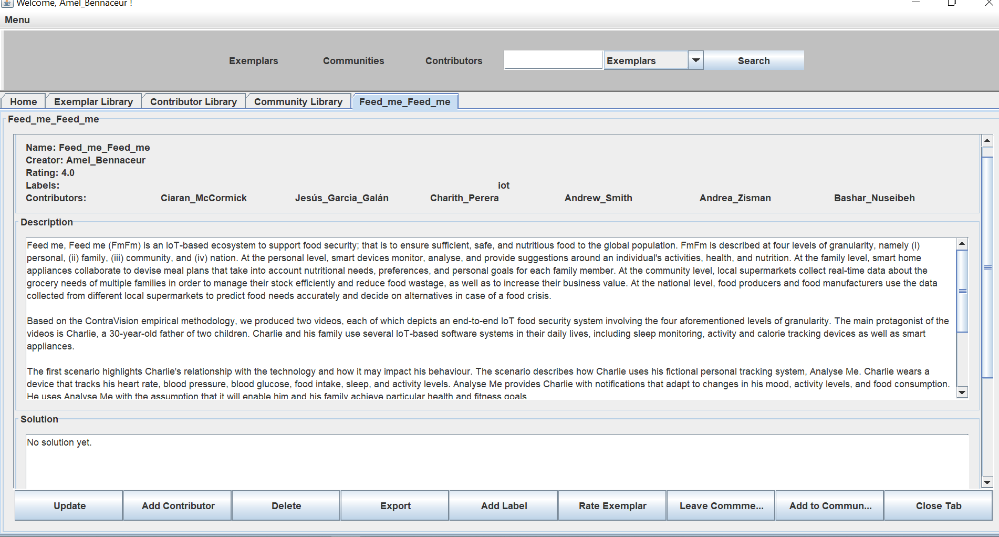 Welcome, Amel_Bennaceur !
Menu
Exemplars Communities Contributors Exemplars Search
Home Exemplar Library Contributor Library Community Library Feed_me_Feed_me
Feed_me_Feed_me
Name: Feed_me_Feed_me
Creator: Amel_Bennaceur
Rating: 4.0
Labels: iot
Contributors: Ciaran_McCormick Jesús_García_Galán Charith_Perera Andrew_Smith Andrea_Zisman Bashar_Nuseibeh
Description
Feed me, Feed me (FmFm) is an IoT-based ecosystem to support food security; that is to ensure sufficient, safe, and nutritious food to the global population. FmFm is described at four levels of granularity, namely (i)
personal, (ii) family, (iii) community, and (iv) nation. At the personal level, smart devices monitor, analyse, and provide suggestions around an individual's activities, health, and nutrition. At the family level, smart home
appliances collaborate to devise meal plans that take into account nutritional needs, preferences, and personal goals for each family member. At the community level, local supermarkets collect real-time data about the
grocery needs of multiple families in order to manage their stock efficiently and reduce food wastage, as well as to increase their business value. At the national level, food producers and food manufacturers use the data
collected from different local supermarkets to predict food needs accurately and decide on alternatives in case of a food crisis.
Based on the ContraVision empirical methodology, we produced two videos, each of which depicts an end-to-end IoT food security system involving the four aforementioned levels of granularity. The main protagonist of the
videos is Charlie, a 30-year-old father of two children. Charlie and his family use several IoT-based software systems in their daily lives, including sleep monitoring, activity and calorie tracking devices as well as smart
appliances.
The first scenario highlights Charlie's relationship with the technology and how it may impact his behaviour. The scenario describes how Charlie uses his fictional personal tracking system, Analyse Me. Charlie wears a
device that tracks his heart rate, blood pressure, blood glucose, food intake, sleep, and activity levels. Analyse Me provides Charlie with notifications that adapt to changes in his mood, activity levels, and food consumption.
He uses Analyse Me with the assumption that it will enable him and his family achieve particular health and fitness goals
Solution
No solution yet.
Update Add Contributor Delete Export Add Label Rate Exemplar Leave Commme... Add to Commun... Close Tab